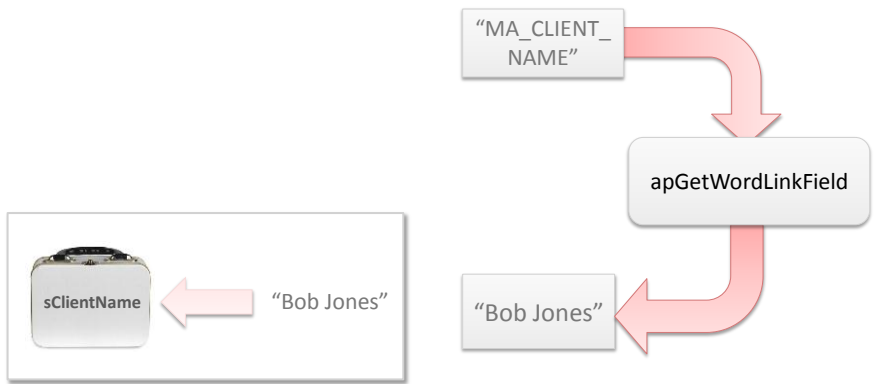 “MA_CLIENT_
NAME”
apGetWordLinkField
sClientName
“Bob Jones”
“Bob Jones”